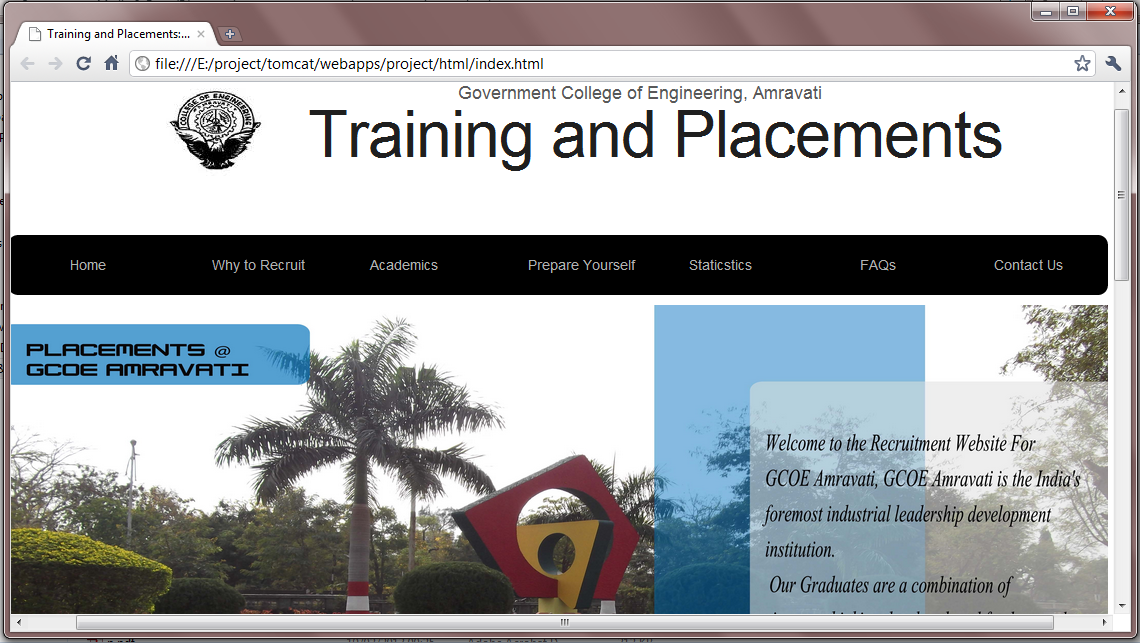 Training and Placements:...
file:///E:/project/tomcat/webapps/project/html/index.html
COLLEGE OF ENGINEERING
Government College of Engineering, Amravati
Training and Placements
Home Why to Recruit Academics Prepare Yourself Staticstics FAQs Contact Us
PLACEMENTS @
GCOE AMRAVATI
Welcome to the Recruitment Website For
GCOE Amravati, GCOE Amravati is the India's
foremost industrial leadership development
institution.
Our Graduates are a combination of